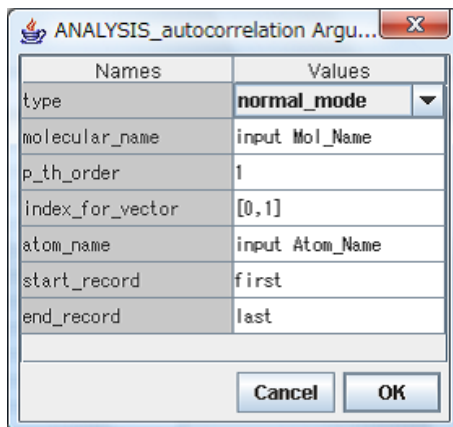 ANALYSIS_autocorrelation Argu...
Names Values
type normal_mode
molecular_name input Mol_Name
p_th_order 1
index_for_vector [0,1]
atom_name input Atom_Name
start_record first
end_record last
Cancel OK